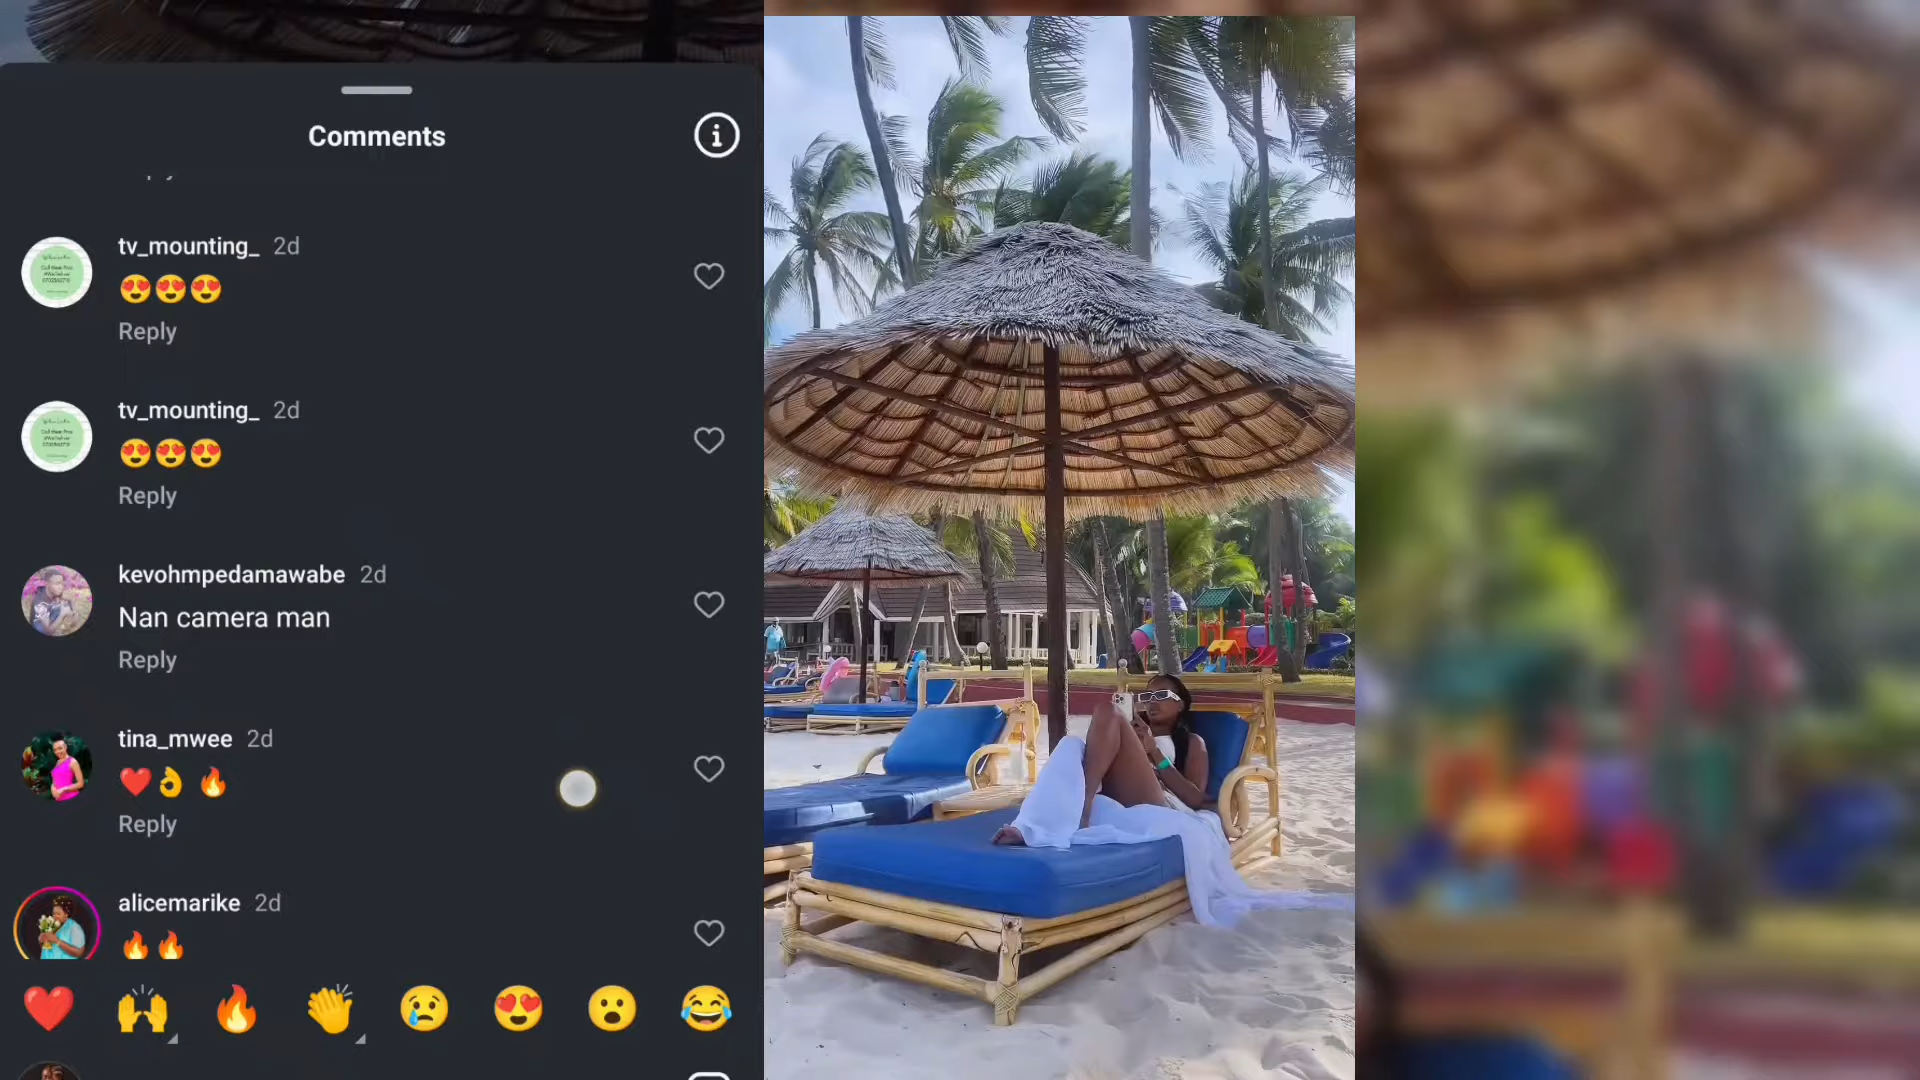 Comments
tv_mounting_ 2d
😍😍😍
Reply
tv_mounting_ 2d
😍😍😍
Reply
kevohmpedamawabe 2d
Nan camera man
Reply
tina_mwee 2d
❤️👌 🔥
Reply
alicemarike 2d
🔥🔥
❤️ 🙌 🔥 👏 😢 😍 😮 😂